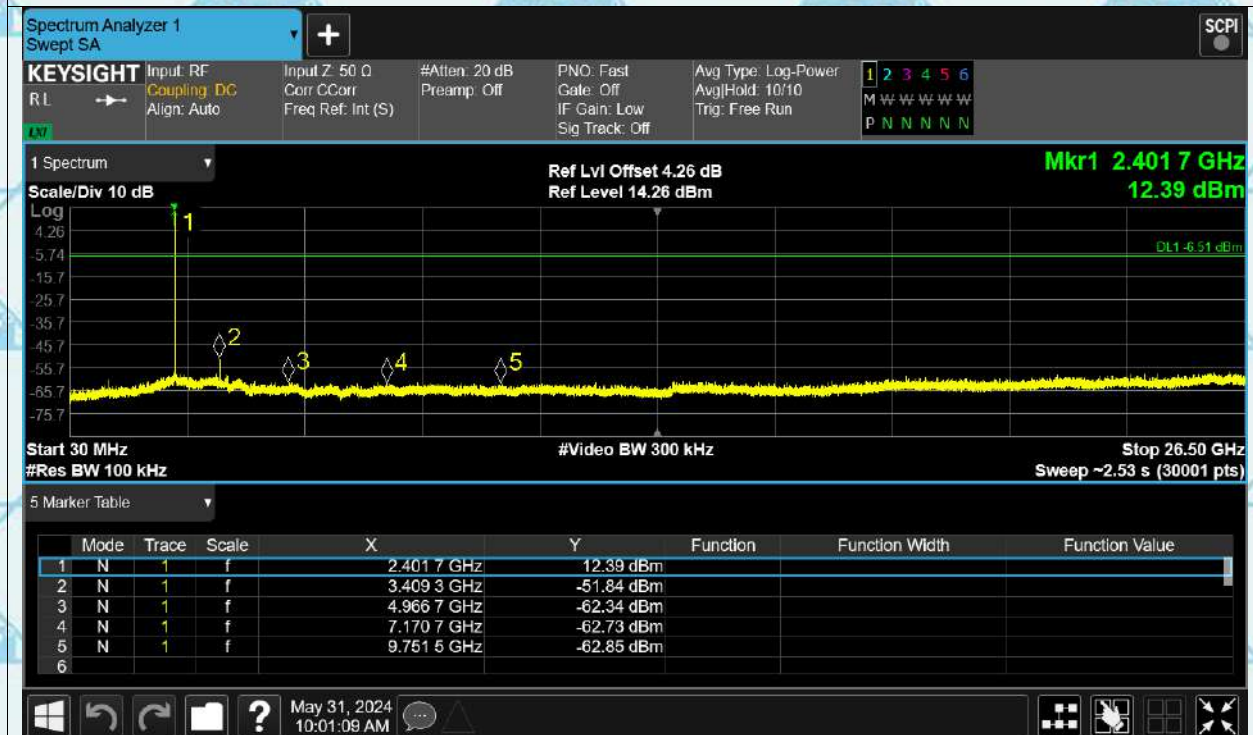 Spectrum Analyzer 1
Swept SA
+
SCPI
KEYSIGHT
RL
LXI
Input: RF
Coupling: DC
Align: Auto
Input Z: 50 Ω
Corr CCorr
Freq Ref: Int (S)
#Atten: 20 dB
Preamp: Off
PNO: Fast
Gate: Off
IF Gain: Low
Sig Track: Off
Avg Type: Log-Power
Avg|Hold: 10/10
Trig: Free Run
1 2 3 4 5 6
M W W W W W
P N N N N N
1 Spectrum
Scale/Div 10 dB
Ref Lvl Offset 4.26 dB
Ref Level 14.26 dBm
Mkr1 2.401 7 GHz
12.39 dBm
Log
4.26
-5.74
-15.7
-25.7
-35.7
-45.7
-55.7
-65.7
-75.7
1
2
3
4
5
DL1 -6.51 dBm
Start 30 MHz
#Video BW 300 kHz
Stop 26.50 GHz
#Res BW 100 kHz
Sweep ~2.53 s (30001 pts)
5 Marker Table
Mode Trace Scale X Y Function Function Width Function Value
1 N 1 f 2.401 7 GHz 12.39 dBm
2 N 1 f 3.409 3 GHz -51.84 dBm
3 N 1 f 4.966 7 GHz -62.34 dBm
4 N 1 f 7.170 7 GHz -62.73 dBm
5 N 1 f 9.751 5 GHz -62.85 dBm
6
?
May 31, 2024
10:01:09 AM